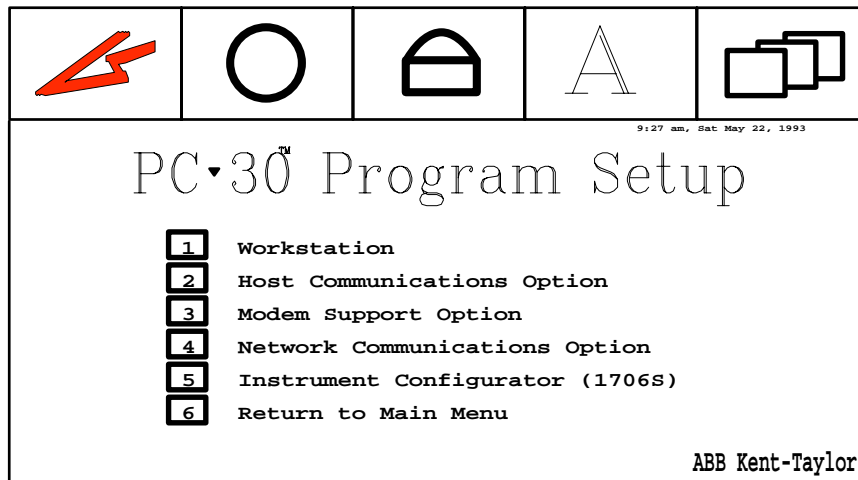 A
9:27 am, Sat May 22, 1993
PC▾30™ Program Setup
1 Workstation
2 Host Communications Option
3 Modem Support Option
4 Network Communications Option
5 Instrument Configurator (1706S)
6 Return to Main Menu
ABB Kent-Taylor